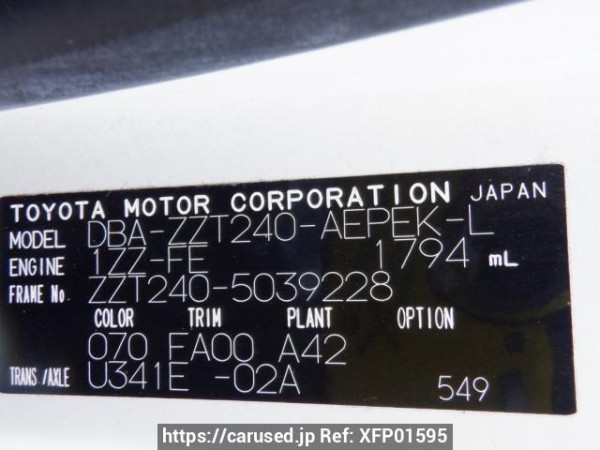 TOYOTA MOTOR CORPORATION JAPAN
MODEL DBA-ZZT240-AEPEK-L
ENGINE 1ZZ-FE 1794 mL
FRAME No. ZZT240-5039228
COLOR TRIM PLANT OPTION
070 FA00 A42
TRANS/AXLE U341E -02A 549
https://carused.jp Ref: XFP01595